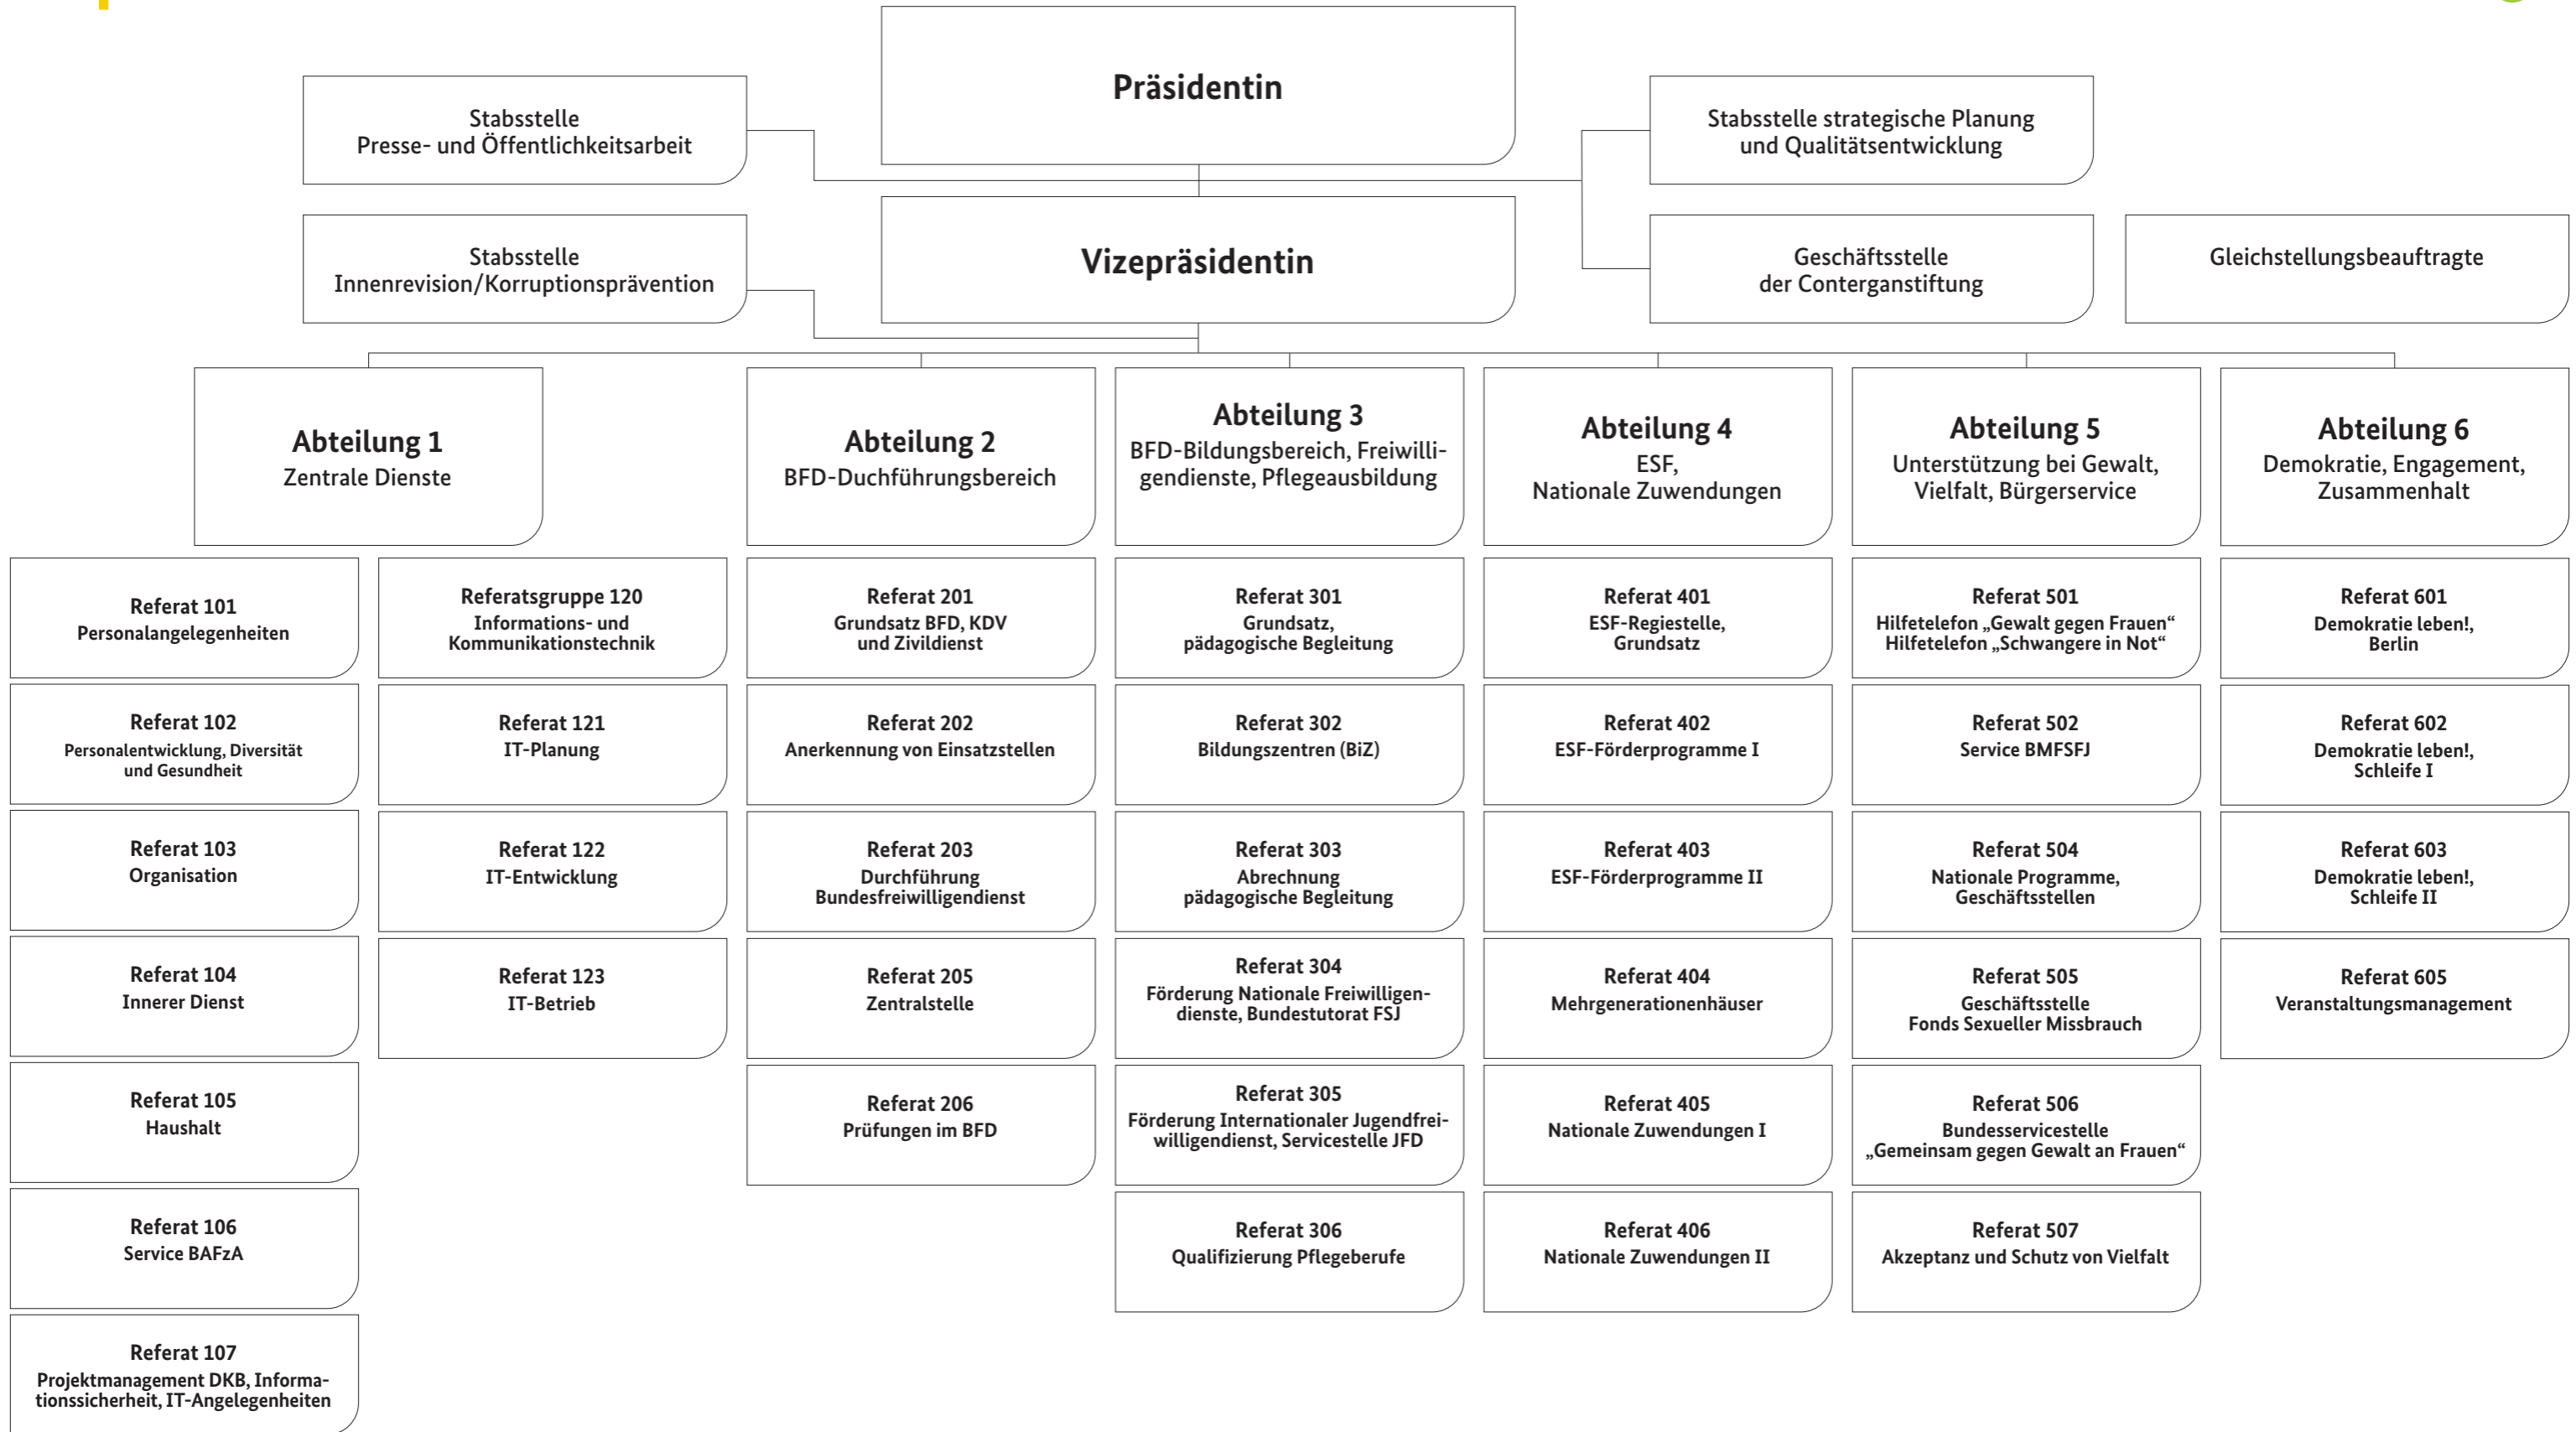 Präsidentin
Stabsstelle
Presse- und Öffentlichkeitsarbeit
Stabsstelle strategische Planung
und Qualitätsentwicklung
Vizepräsidentin
Stabsstelle
Innenrevision/Korruptionsprävention
Geschäftsstelle
der Conterganstiftung
Gleichstellungsbeauftragte
Abteilung 1
Zentrale Dienste
Referat 101
Personalangelegenheiten
Referat 102
Personalentwicklung, Diversität
und Gesundheit
Referat 103
Organisation
Referat 104
Innerer Dienst
Referat 105
Haushalt
Referat 106
Service BAFzA
Referat 107
Projektmanagement DKB, Informa-
tionssicherheit, IT-Angelegenheiten
Referatsgruppe 120
Informations- und
Kommunikationstechnik
Referat 121
IT-Planung
Referat 122
IT-Entwicklung
Referat 123
IT-Betrieb
Abteilung 2
BFD-Duchführungsbereich
Referat 201
Grundsatz BFD, KDV
und Zivildienst
Referat 202
Anerkennung von Einsatzstellen
Referat 203
Durchführung
Bundesfreiwilligendienst
Referat 205
Zentralstelle
Referat 206
Prüfungen im BFD
Abteilung 3
BFD-Bildungsbereich, Freiwilli-
gendienste, Pflegeausbildung
Referat 301
Grundsatz,
pädagogische Begleitung
Referat 302
Bildungszentren (BiZ)
Referat 303
Abrechnung
pädagogische Begleitung
Referat 304
Förderung Nationale Freiwilligen-
dienste, Bundestutorat FSJ
Referat 305
Förderung Internationaler Jugendfrei-
willigendienst, Servicestelle JFD
Referat 306
Qualifizierung Pflegeberufe
Abteilung 4
ESF,
Nationale Zuwendungen
Referat 401
ESF-Regiestelle,
Grundsatz
Referat 402
ESF-Förderprogramme I
Referat 403
ESF-Förderprogramme II
Referat 404
Mehrgenerationenhäuser
Referat 405
Nationale Zuwendungen I
Referat 406
Nationale Zuwendungen II
Abteilung 5
Unterstützung bei Gewalt,
Vielfalt, Bürgerservice
Referat 501
Hilfetelefon „Gewalt gegen Frauen“
Hilfetelefon „Schwangere in Not“
Referat 502
Service BMFSFJ
Referat 504
Nationale Programme,
Geschäftsstellen
Referat 505
Geschäftsstelle
Fonds Sexueller Missbrauch
Referat 506
Bundesservicestelle
„Gemeinsam gegen Gewalt an Frauen“
Referat 507
Akzeptanz und Schutz von Vielfalt
Abteilung 6
Demokratie, Engagement,
Zusammenhalt
Referat 601
Demokratie leben!,
Berlin
Referat 602
Demokratie leben!,
Schleife I
Referat 603
Demokratie leben!,
Schleife II
Referat 605
Veranstaltungsmanagement